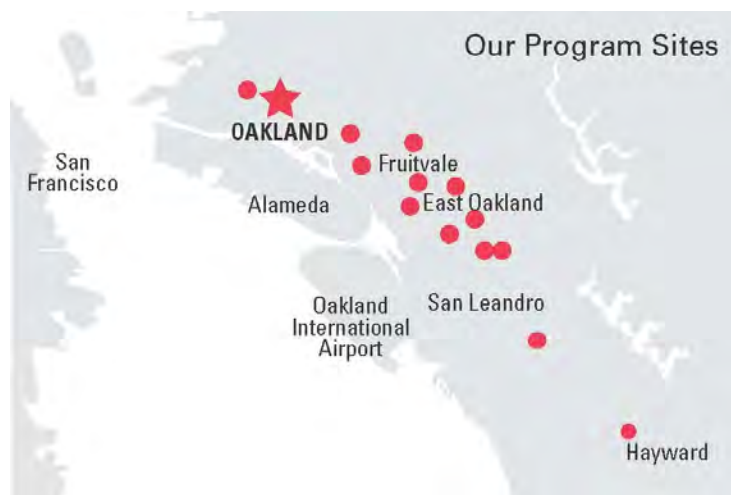 Our Program Sites
OAKLAND
San
Francisco
Fruitvale
Alameda
East Oakland
Oakland
International
Airport
San Leandro
Hayward